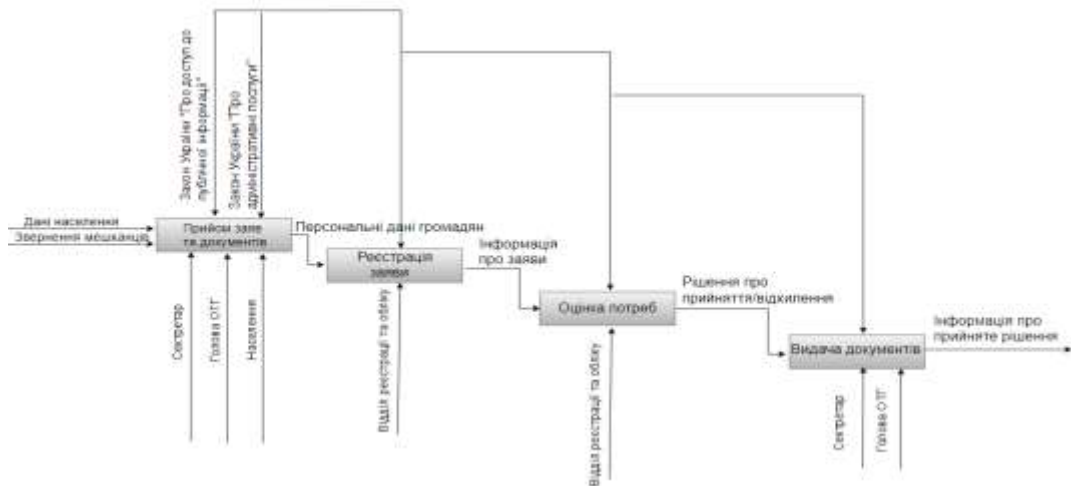 Закон України "Про доступ до
публічної інформації"
Закон України "Про
адміністративні послуги"
Дані населення
Звернення мешканців
Прийом заяв
та документів
Персональні дані громадян
Реєстрація
заяви
Інформація
про заяви
Оцінка потреб
Рішення про
прийняття/відхилення
Видача документів
Інформація про
прийняте рішення
Секретар
Голова ОТГ
Населення
Відділ реєстрації та обліку
Відділ реєстрації та обліку
Секретар
Голова ОТГ